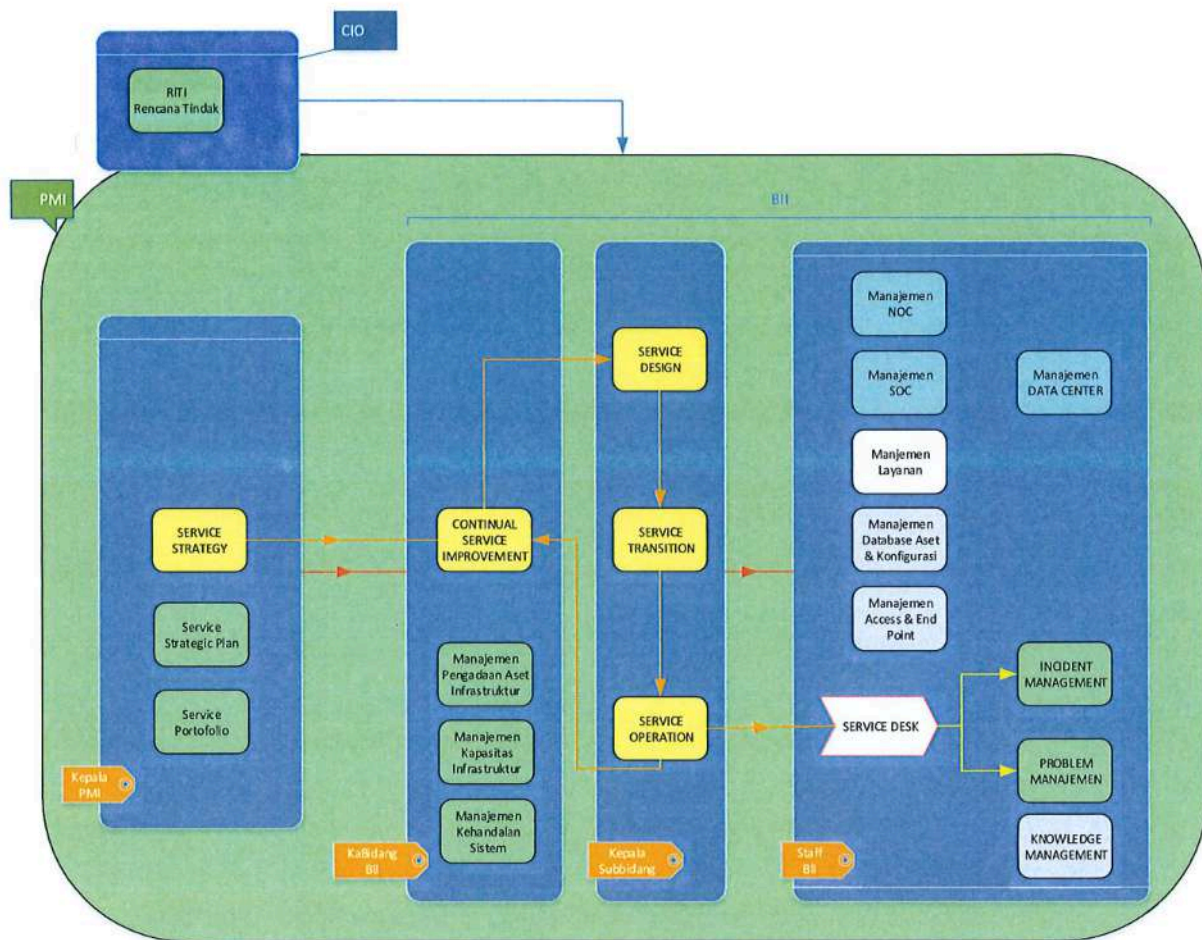 CIO
RITI
Rencana Tindak
PMI
BII
Manajemen
NOC
SERVICE
DESIGN
Manajemen
SOC
Manajemen
DATA CENTER
Manjemen
Layanan
SERVICE
STRATEGY
CONTINUAL
SERVICE
IMPROVEMENT
SERVICE
TRANSITION
Manajemen
Database Aset
& Konfigurasi
Service
Strategic Plan
Manajemen
Access & End
Point
Manajemen
Pengadaan Aset
Infrastruktur
INCIDENT
MANAGEMENT
Service
Portofolio
Manajemen
Kapasitas
Infrastruktur
SERVICE
OPERATION
SERVICE DESK
PROBLEM
MANAJEMEN
Kepala
PMI
Manajemen
Kehandalan
Sistem
KNOWLEDGE
MANAGEMENT
KaBidang
BII
Kepala
Subbidang
Staff
BII